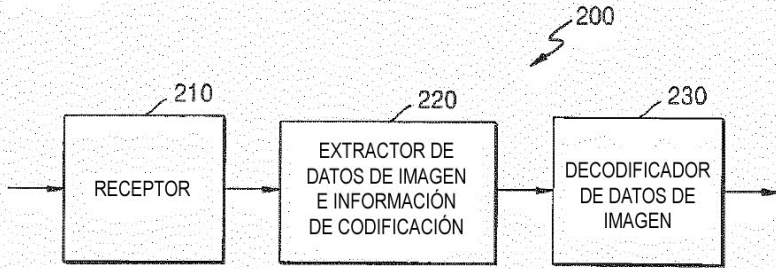 200
210
220
230
RECEPTOR
EXTRACTOR DE
DATOS DE IMAGEN
E INFORMACIÓN
DE CODIFICACIÓN
DECODIFICADOR
DE DATOS DE
IMAGEN